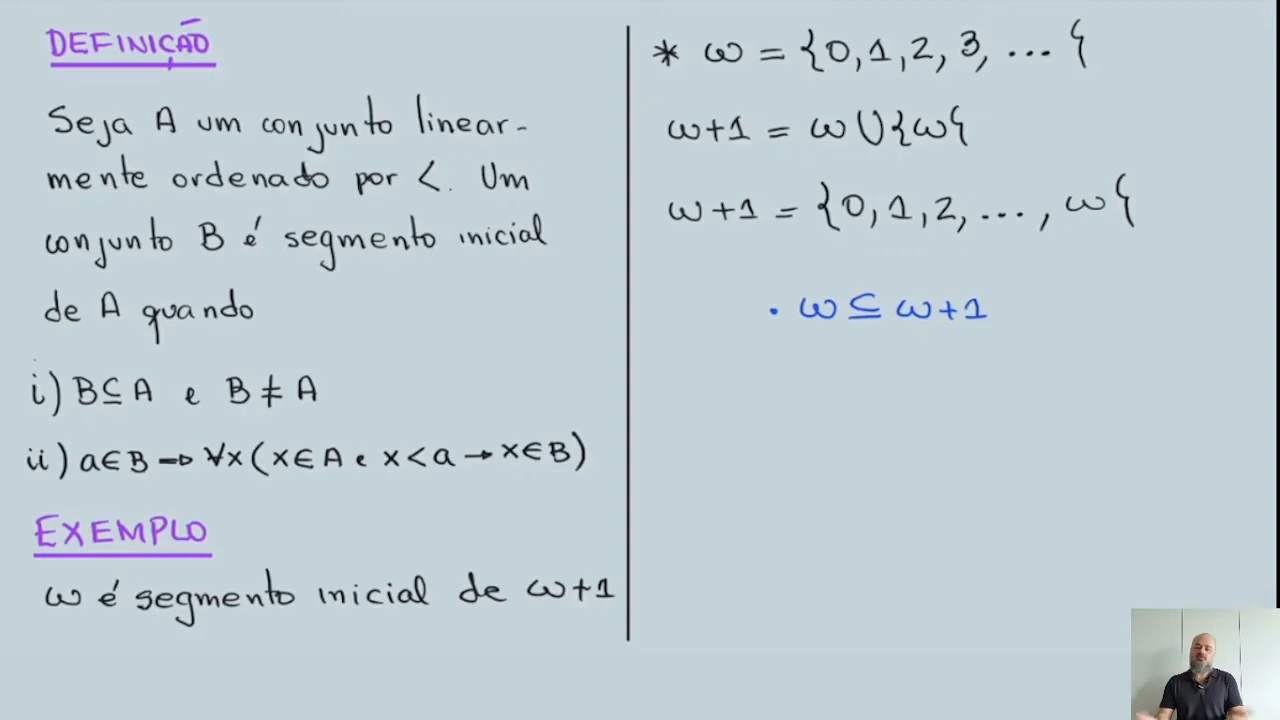 DEFINIÇÃO
Seja A um conjunto linear-
mente ordenado por <. Um
conjunto B é segmento inicial
de A quando
i) B⊆A e B ≠ A
ii) a∈B → ∀x(x∈A e x<a → x∈B)
EXEMPLO
ω é segmento inicial de ω+1
* ω = {0, 1, 2, 3, ... }
ω+1 = ω∪{ω}
ω+1 = {0, 1, 2, ..., ω}
• ω ⊆ ω+1